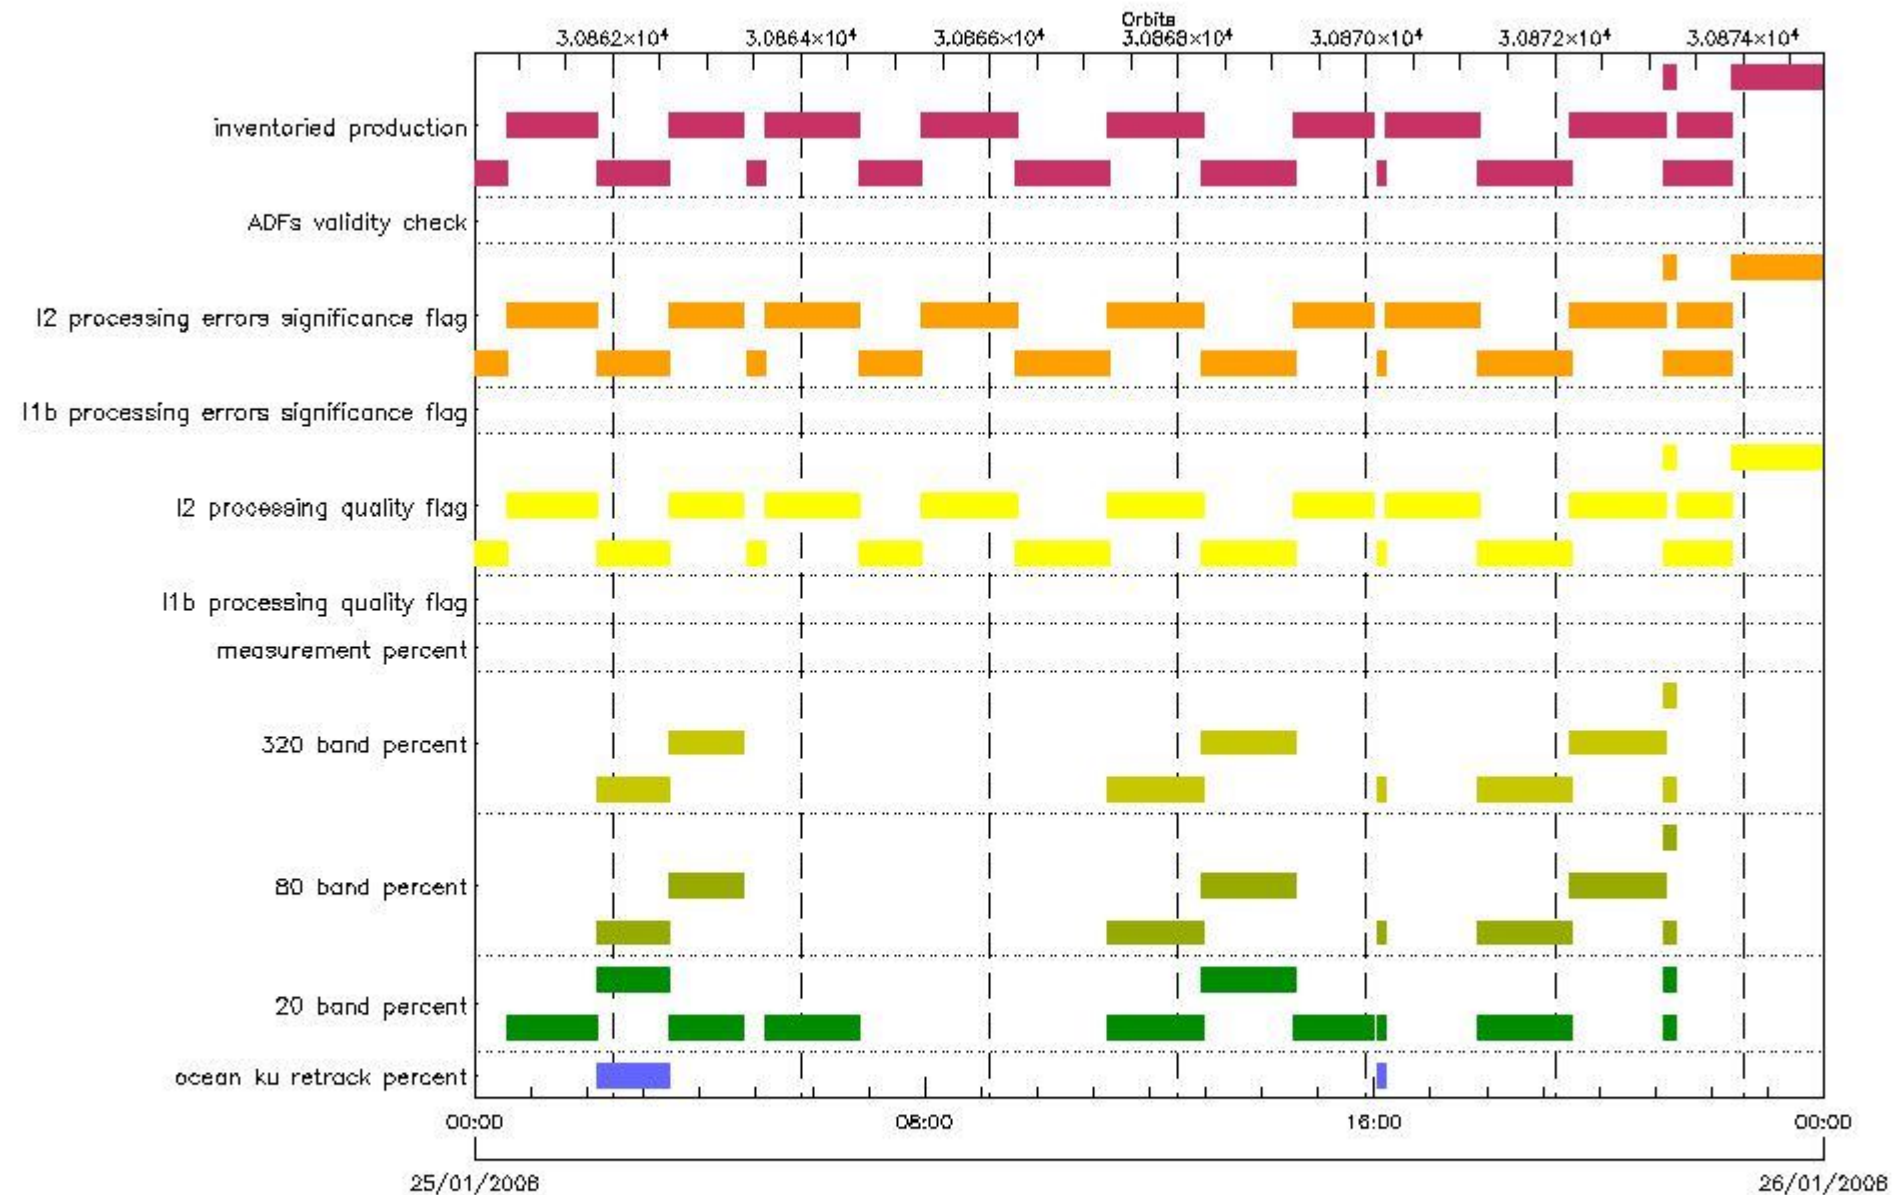 Orbits
3.0862×10⁴ 3.0864×10⁴ 3.0866×10⁴ 3.0868×10⁴ 3.0870×10⁴ 3.0872×10⁴ 3.0874×10⁴
inventoried production
ADFs validity check
l2 processing errors significance flag
l1b processing errors significance flag
l2 processing quality flag
l1b processing quality flag
measurement percent
320 band percent
80 band percent
20 band percent
ocean ku retrack percent
00:00 08:00 16:00 00:00
25/01/2008 26/01/2008